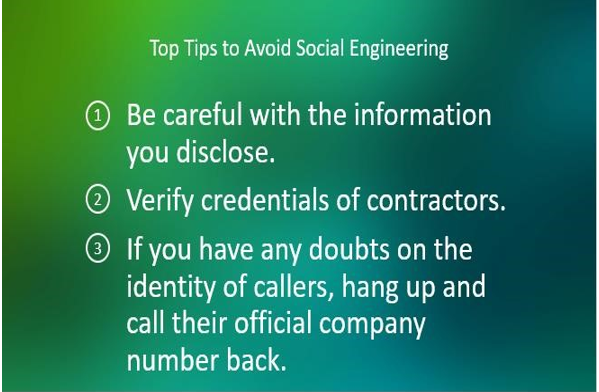 Top Tips to Avoid Social Engineering
1 Be careful with the information
you disclose.
2 Verify credentials of contractors.
3 If you have any doubts on the
identity of callers, hang up and
call their official company
number back.